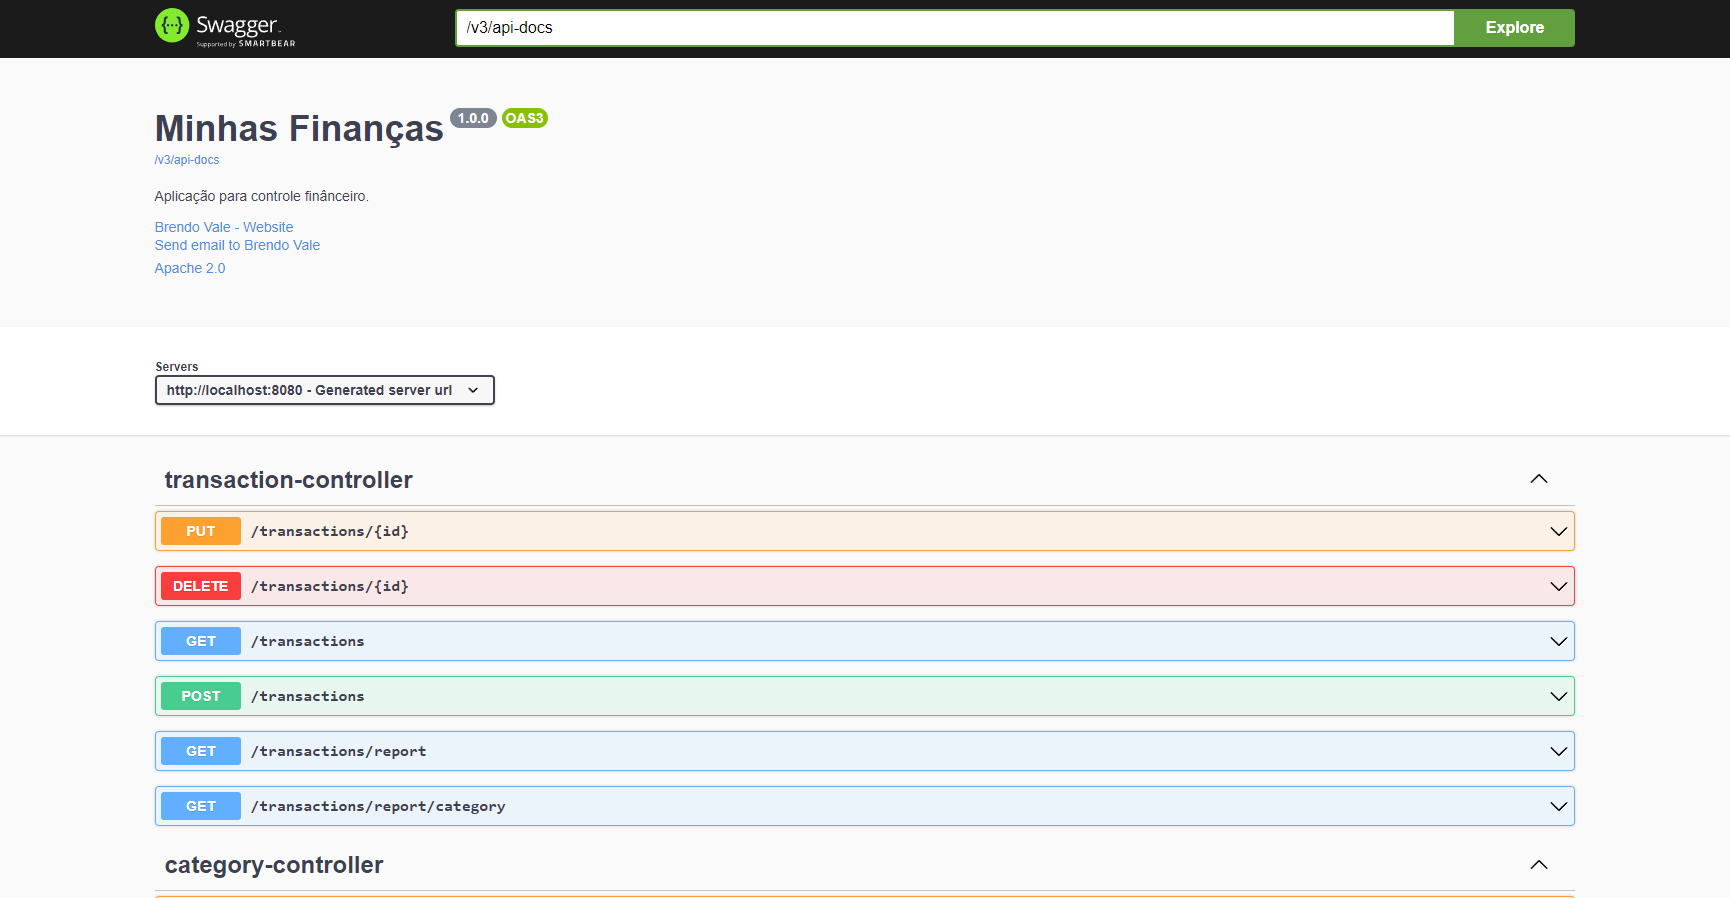 {···} Swagger.
Supported by SMARTBEAR
/v3/api-docs
Explore
Minhas Finanças 1.0.0 OAS3
/v3/api-docs
Aplicação para controle finânceiro.
Brendo Vale - Website
Send email to Brendo Vale
Apache 2.0
Servers
http://localhost:8080 - Generated server url
transaction-controller
PUT /transactions/{id}
DELETE /transactions/{id}
GET /transactions
POST /transactions
GET /transactions/report
GET /transactions/report/category
category-controller